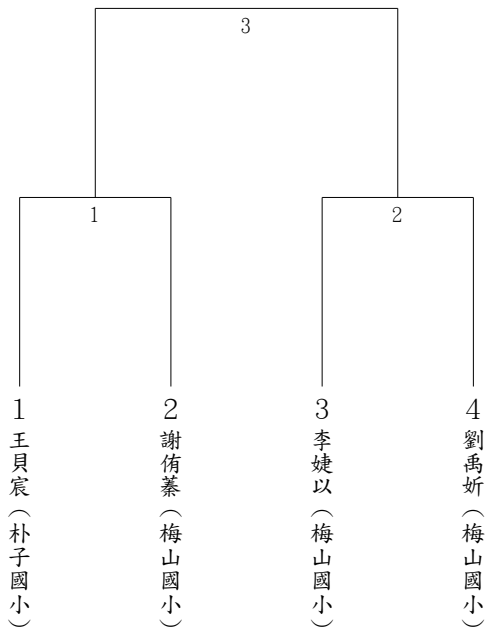 3
1
2
1 王貝宸(朴子國小)
2 謝侑蓁(梅山國小)
3 李婕以(梅山國小)
4 劉禹妡(梅山國小)